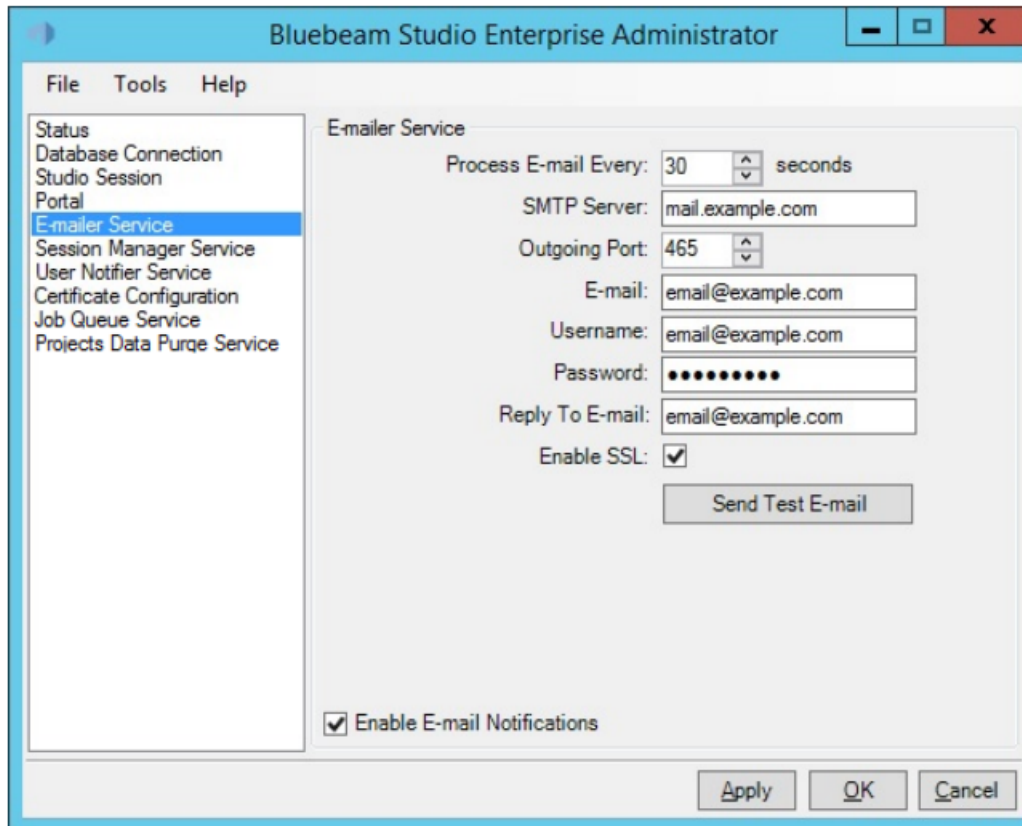 Bluebeam Studio Enterprise Administrator
File Tools Help
Status
Database Connection
Studio Session
Portal
E-mailer Service
Session Manager Service
User Notifier Service
Certificate Configuration
Job Queue Service
Projects Data Purge Service
E-mailer Service
Process E-mail Every: 30 seconds
SMTP Server: mail.example.com
Outgoing Port: 465
E-mail: email@example.com
Username: email@example.com
Password: •••••••••
Reply To E-mail: email@example.com
Enable SSL:
Send Test E-mail
Enable E-mail Notifications
Apply OK Cancel